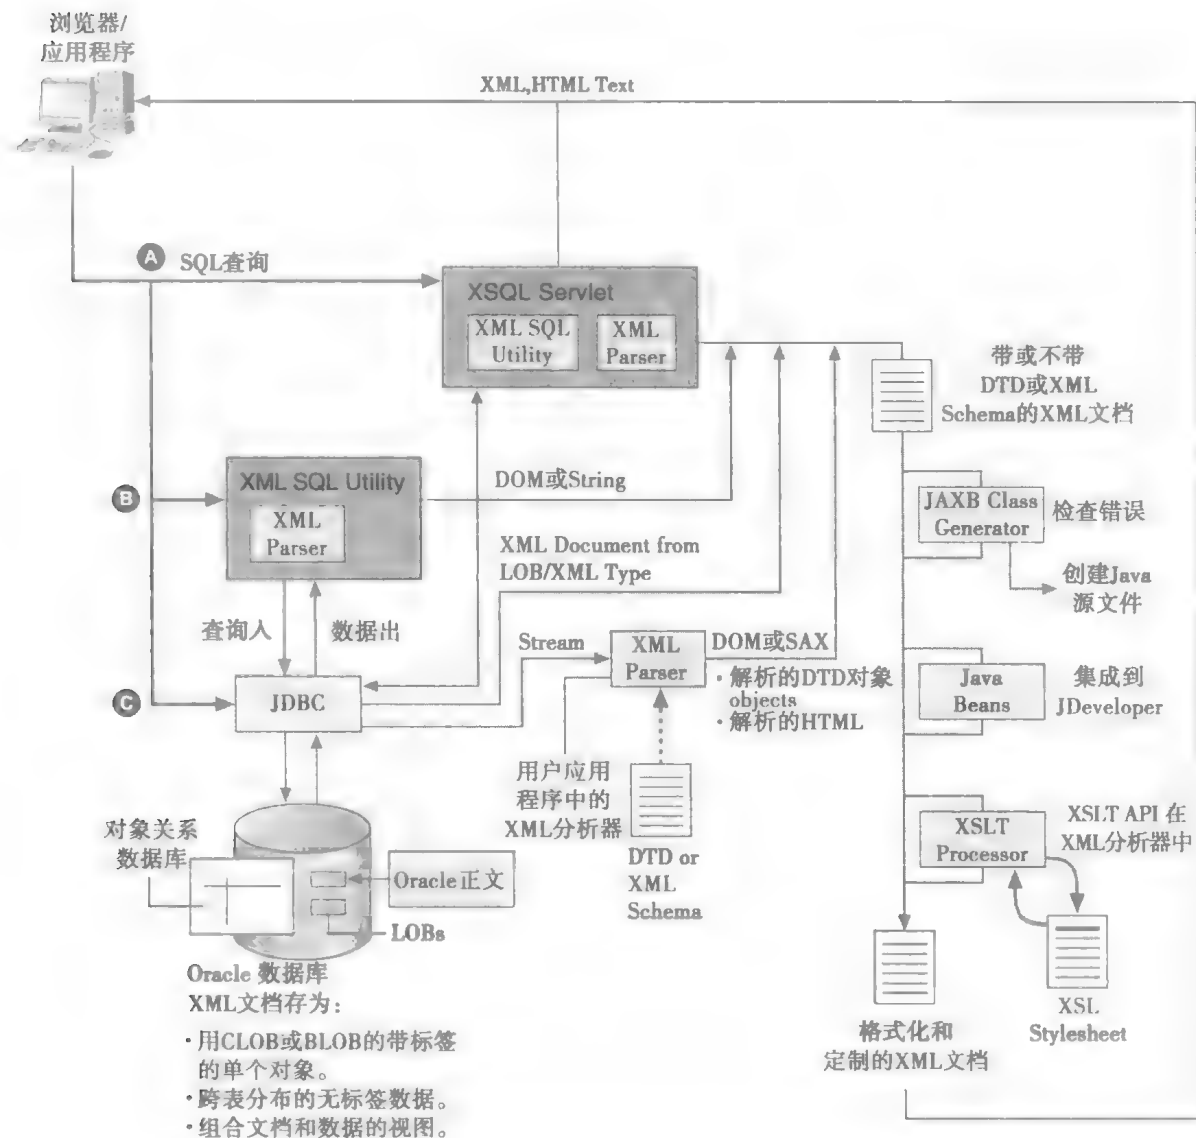 浏览器/
应用程序
XML,HTML Text
A
SQL查询
XSQL Servlet
XML SQL
Utility
XML
Parser
带或不带
DTD或XML
Schema的XML文档
B
XML SQL Utility
XML
Parser
DOM或String
JAXB Class
Generator
检查错误
XML Document from
LOB/XML Type
创建Java
源文件
查询入
数据出
Stream
XML
Parser
DOM或SAX
·解析的DTD对象
objects
·解析的HTML
C
JDBC
Java
Beans
集成到
JDeveloper
用户应用
程序中的
XML分析器
DTD or
XML
Schema
对象关系
数据库
Oracle正文
LOBs
XSLT
Processor
XSLT API 在
XML分析器中
XSL
Stylesheet
格式化和
定制的XML文档
Oracle 数据库
XML文档存为：
·用CLOB或BLOB的带标签
的单个对象。
·跨表分布的无标签数据。
·组合文档和数据的视图。